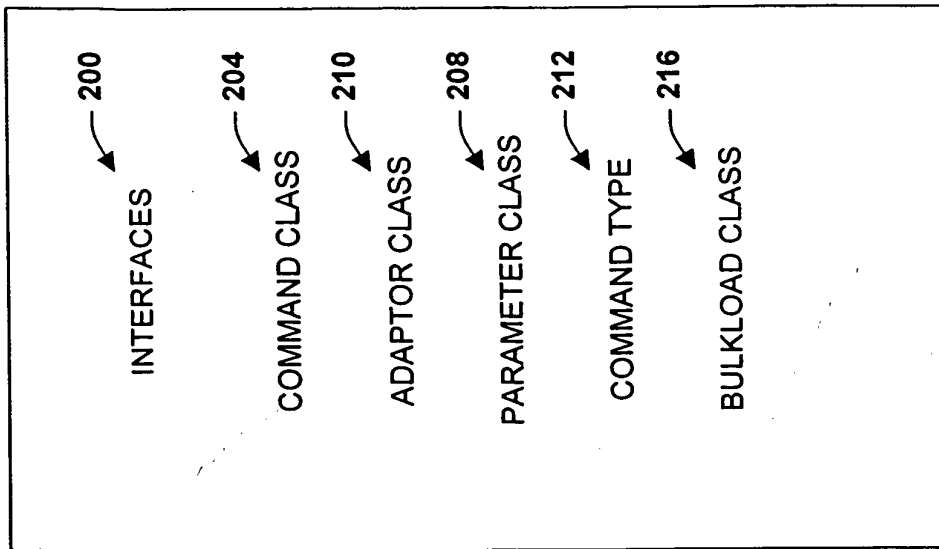 INTERFACES 200
COMMAND CLASS 204
ADAPTOR CLASS 210
PARAMETER CLASS 208
COMMAND TYPE 212
BULKLOAD CLASS 216